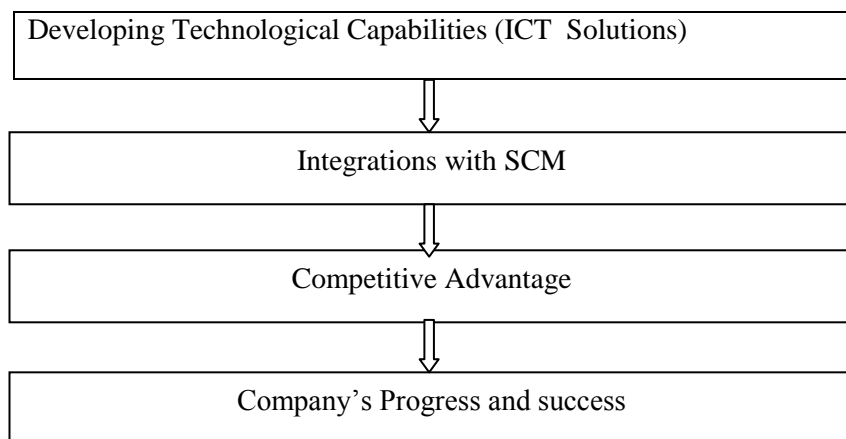 Developing Technological Capabilities (ICT Solutions)
Integrations with SCM
Competitive Advantage
Company’s Progress and success